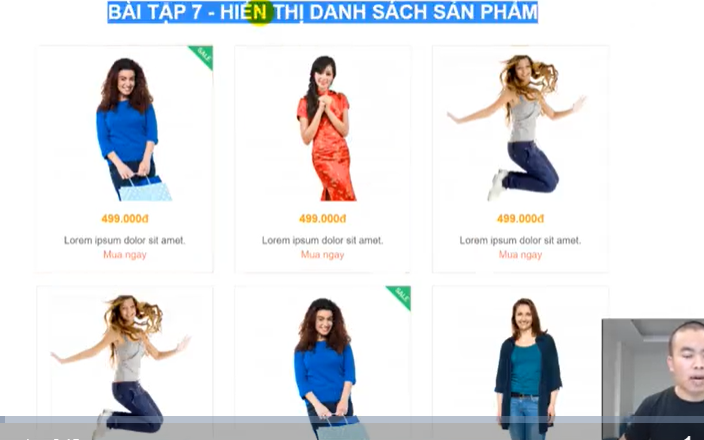 BÀI TẬP 7 - HIỂN THỊ DANH SÁCH SẢN PHẨM
SALE
499.000đ
499.000đ
499.000đ
Lorem ipsum dolor sit amet.
Lorem ipsum dolor sit amet.
Lorem ipsum dolor sit amet.
Mua ngay
Mua ngay
Mua ngay
SALE